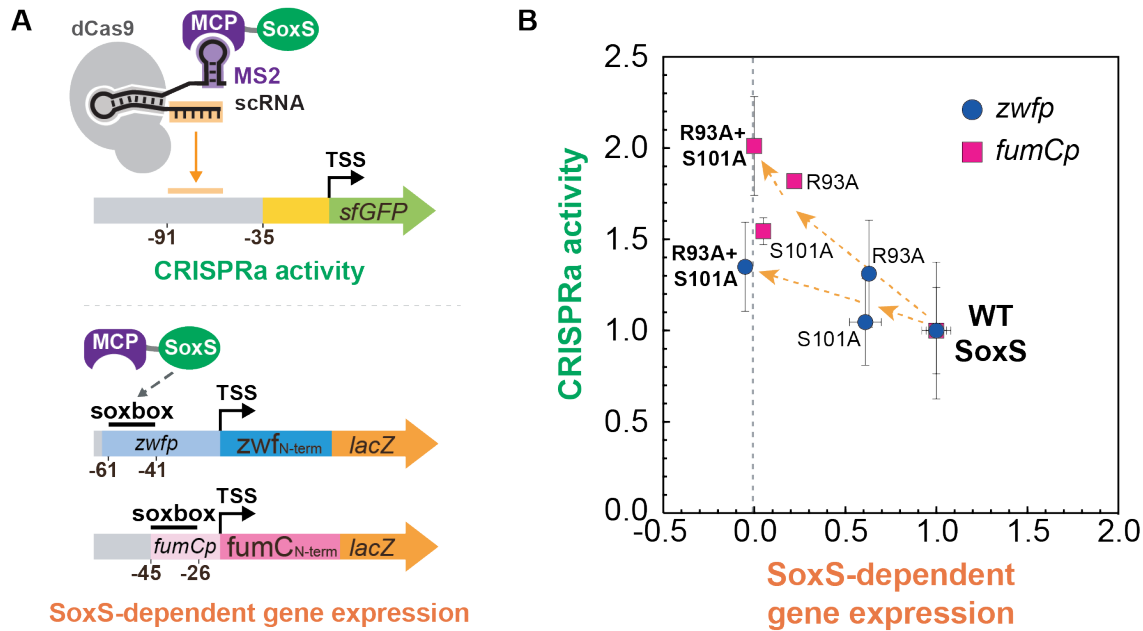 A
dCas9
MCP
SoxS
MS2
scRNA
TSS
sfGFP
-91
-35
CRISPRa activity
MCP
SoxS
soxbox
TSS
zwfp
zwfN-term
lacZ
-61
-41
soxbox
TSS
fumCp
fumCN-term
lacZ
-45
-26
SoxS-dependent gene expression
B
CRISPRa activity
2.5
2.0
1.5
1.0
0.5
0.0
-0.5
0.0
0.5
1.0
1.5
2.0
SoxS-dependent
gene expression
zwfp
fumCp
R93A+
S101A
R93A
S101A
R93A+
S101A
R93A
S101A
WT
SoxS